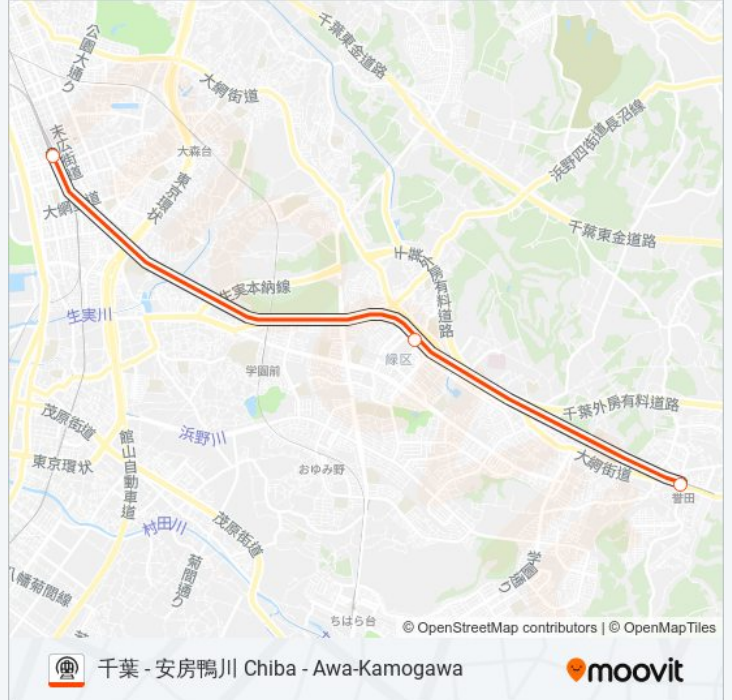 公園大通り
千葉東金道路
大網街道
末広街道
大森台
東京環状
大網
道
浜野四街道長沼線
千葉東金道路
千葉外房有料道路
生実本納線
生実川
緑区
学園前
千葉外房有料道路
茂原街道
浜野川
大網街道
館山自動車道
東京環状
おゆみ野
誉田
村田川
茂原街道
菊間通り
学園通り
八幡菊間線
ちはら台
© OpenStreetMap contributors | © OpenMapTiles
千葉 - 安房鴨川 Chiba - Awa-Kamogawa
moovit